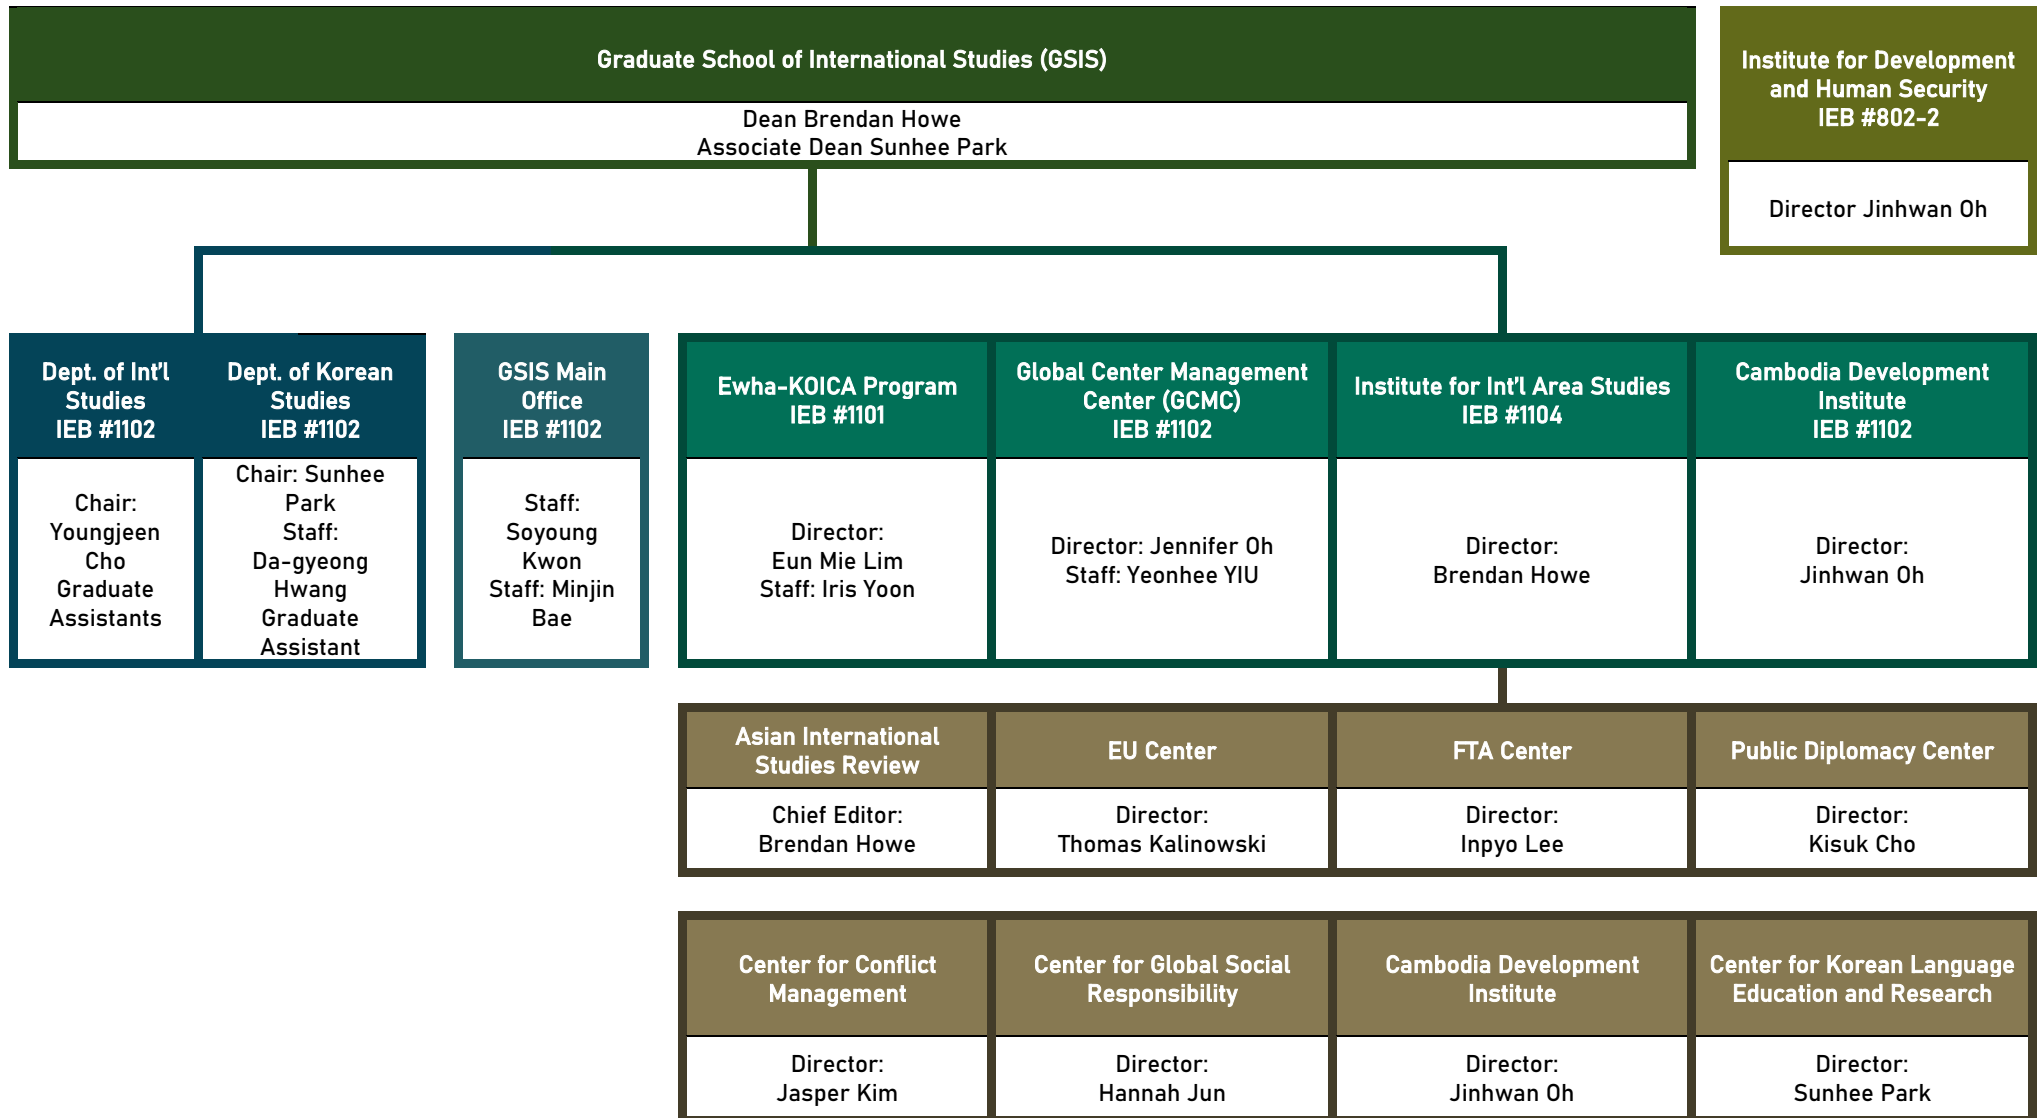 Graduate School of International Studies (GSIS)
Dean Brendan Howe
Associate Dean Sunhee Park
Institute for Development
and Human Security
IEB #802-2
Director Jinhwan Oh
Dept. of Int'l
Studies
IEB #1102
Chair:
Youngjeen
Cho
Graduate
Assistants
Dept. of Korean
Studies
IEB #1102
Chair: Sunhee
Park
Staff:
Da-gyeong
Hwang
Graduate
Assistant
GSIS Main
Office
IEB #1102
Staff:
Soyoung
Kwon
Staff: Minjin
Bae
Ewha-KOICA Program
IEB #1101
Director:
Eun Mie Lim
Staff: Iris Yoon
Global Center Management
Center (GCMC)
IEB #1102
Director: Jennifer Oh
Staff: Yeonhee YIU
Institute for Int'l Area Studies
IEB #1104
Director:
Brendan Howe
Cambodia Development
Institute
IEB #1102
Director:
Jinhwan Oh
Asian International
Studies Review
Chief Editor:
Brendan Howe
EU Center
Director:
Thomas Kalinowski
FTA Center
Director:
Inpyo Lee
Public Diplomacy Center
Director:
Kisuk Cho
Center for Conflict
Management
Director:
Jasper Kim
Center for Global Social
Responsibility
Director:
Hannah Jun
Cambodia Development
Institute
Director:
Jinhwan Oh
Center for Korean Language
Education and Research
Director:
Sunhee Park